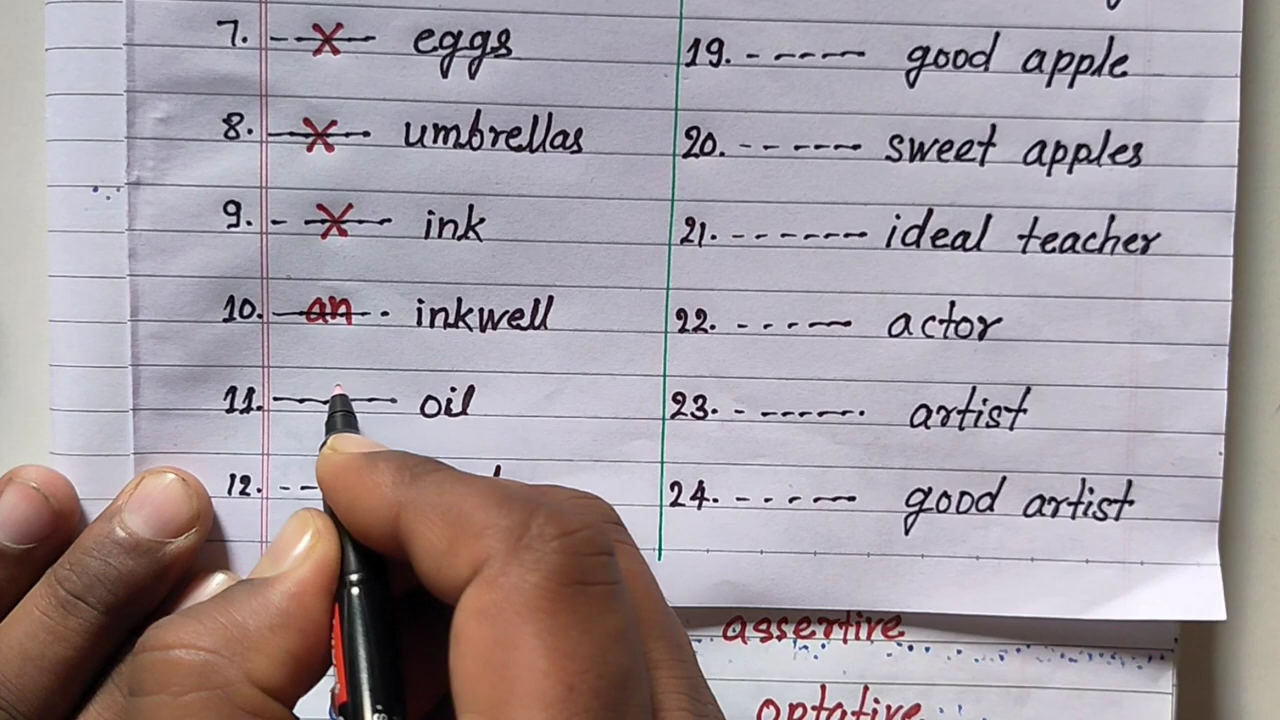 7. - -X- eggs
8. -X- umbrellas
9. - -X- ink
10. -an- - inkwell
11. ---- oil
12. - -
19. - ---- good apple
20. - - ---- sweet apples
21. - - - ---- ideal teacher
22. - - - -- actor
23. - ------. artist
24. - - - -- good artist
assertive
optative